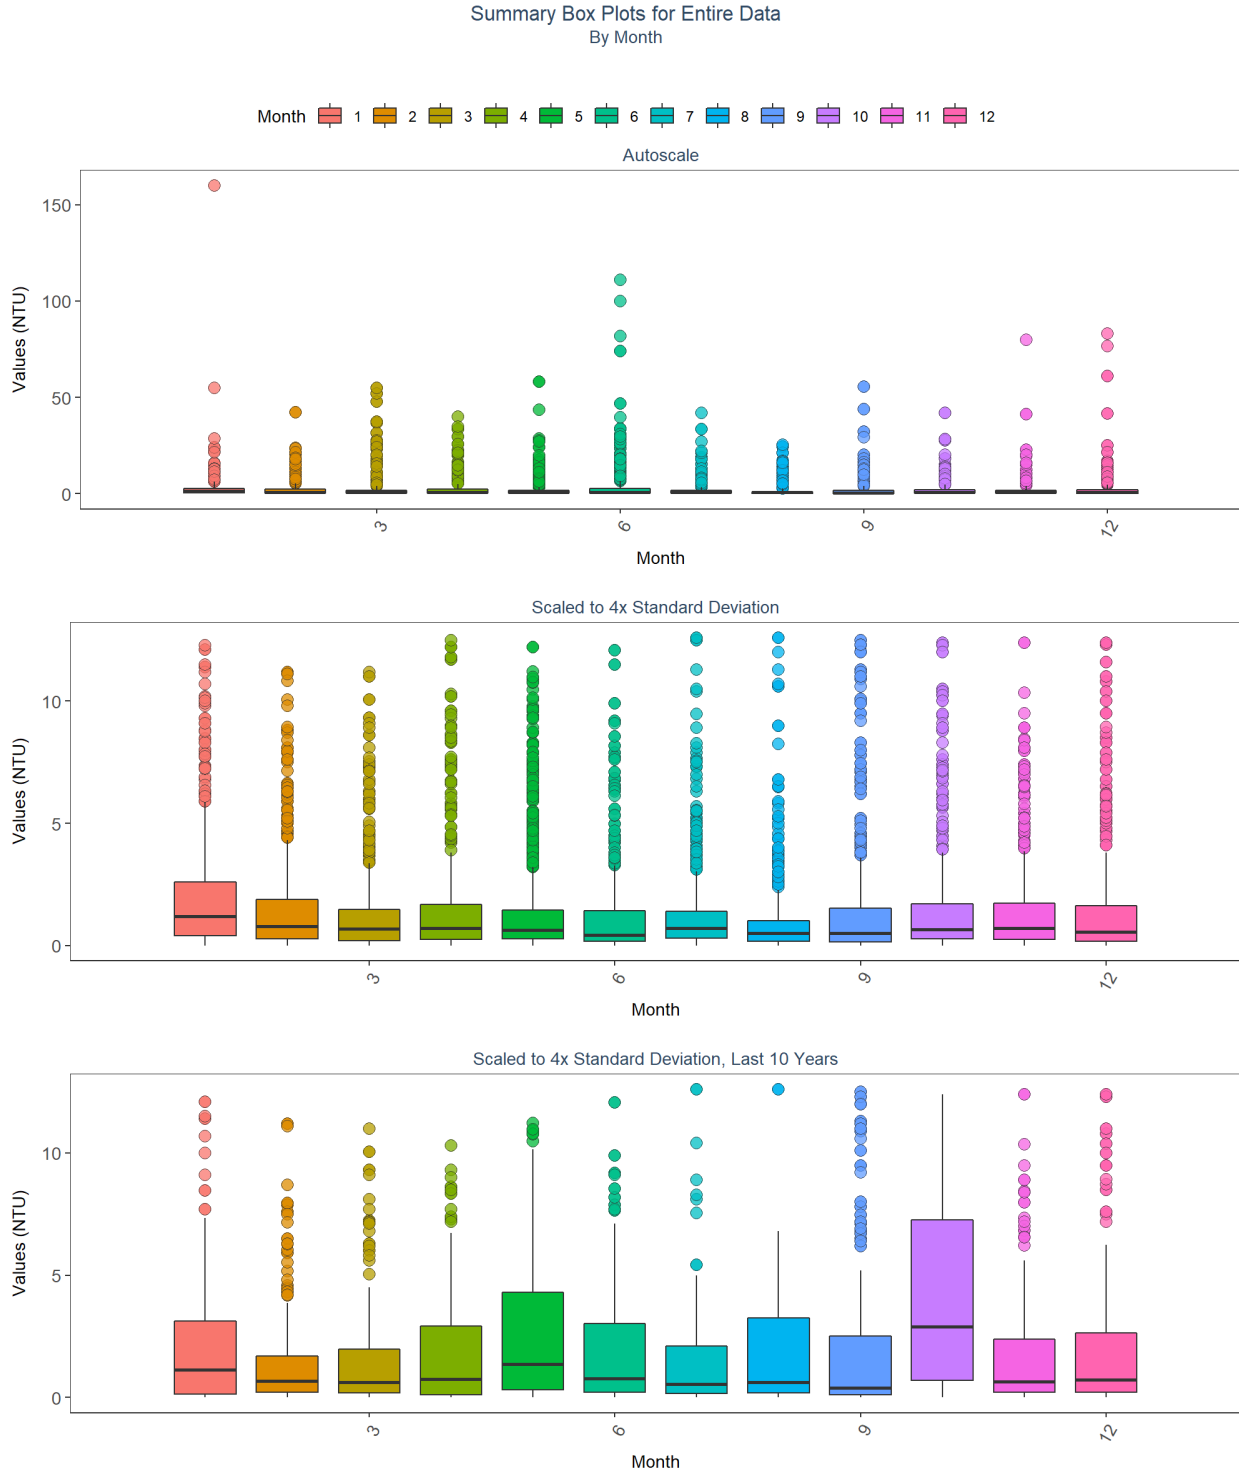 Summary Box Plots for Entire Data
By Month
Month 1 2 3 4 5 6 7 8 9 10 11 12
Autoscale
Values (NTU)
150
100
50
0
3 6 9 12
Month
Scaled to 4x Standard Deviation
Values (NTU)
10
5
0
3 6 9 12
Month
Scaled to 4x Standard Deviation, Last 10 Years
Values (NTU)
10
5
0
3 6 9 12
Month